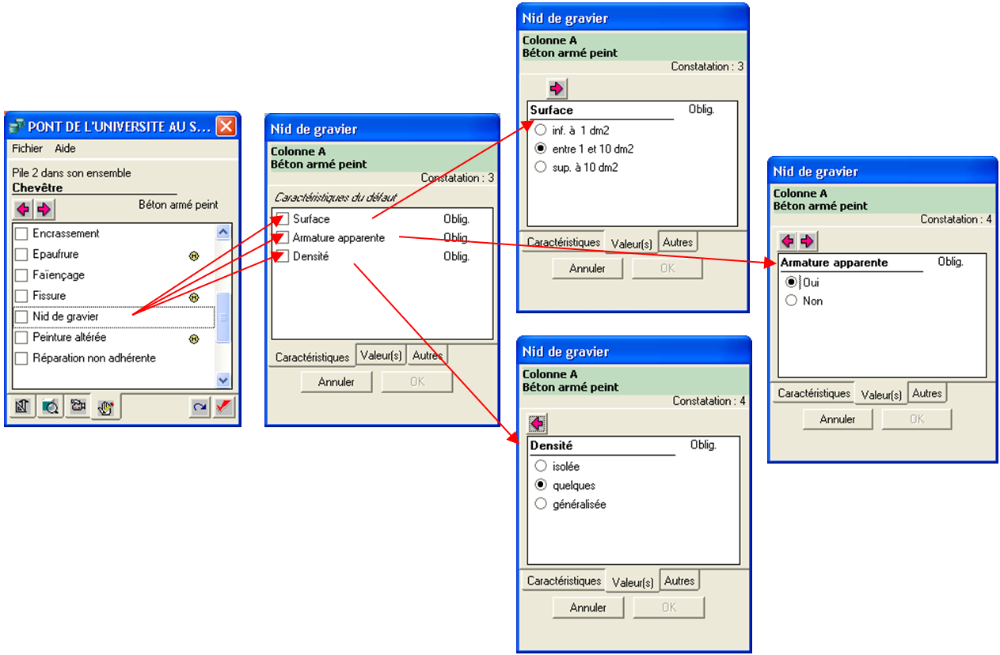 PONT DE L'UNIVERSITE AU S...
Fichier Aide
Pile 2 dans son ensemble
Chevêtre
Béton armé peint
Encrassement
Epaufrure
Faïençage
Fissure
Nid de gravier
Peinture altérée
Réparation non adhérente
Nid de gravier
Colonne A
Béton armé peint
Constatation : 3
Caractéristiques du défaut
Surface Oblig.
Armature apparente Oblig.
Densité Oblig.
Caractéristiques Valeur(s) Autres
Annuler OK
Nid de gravier
Colonne A
Béton armé peint
Constatation : 3
Surface Oblig.
inf. à 1 dm2
entre 1 et 10 dm2
sup. à 10 dm2
Caractéristiques Valeur(s) Autres
Annuler OK
Nid de gravier
Colonne A
Béton armé peint
Constatation : 4
Densité Oblig.
isolée
quelques
généralisée
Caractéristiques Valeur(s) Autres
Annuler OK
Nid de gravier
Colonne A
Béton armé peint
Constatation : 4
Armature apparente Oblig.
Oui
Non
Caractéristiques Valeur(s) Autres
Annuler OK